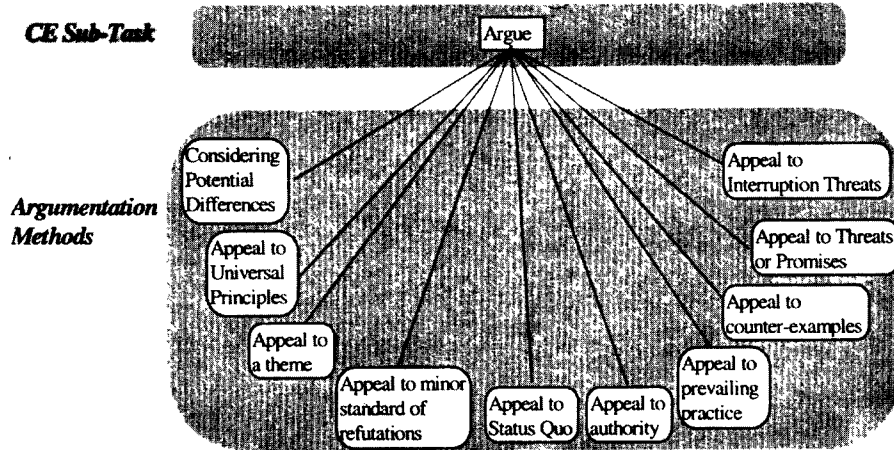 CE Sub-Task
Argue
Argumentation
Methods
Considering
Potential
Differences
Appeal to
Universal
Principles
Appeal to
a theme
Appeal to minor
standard of
refutations
Appeal to
Status Quo
Appeal to
authority
Appeal to
prevailing
practice
Appeal to
counter-examples
Appeal to Threats
or Promises
Appeal to
Interruption Threats